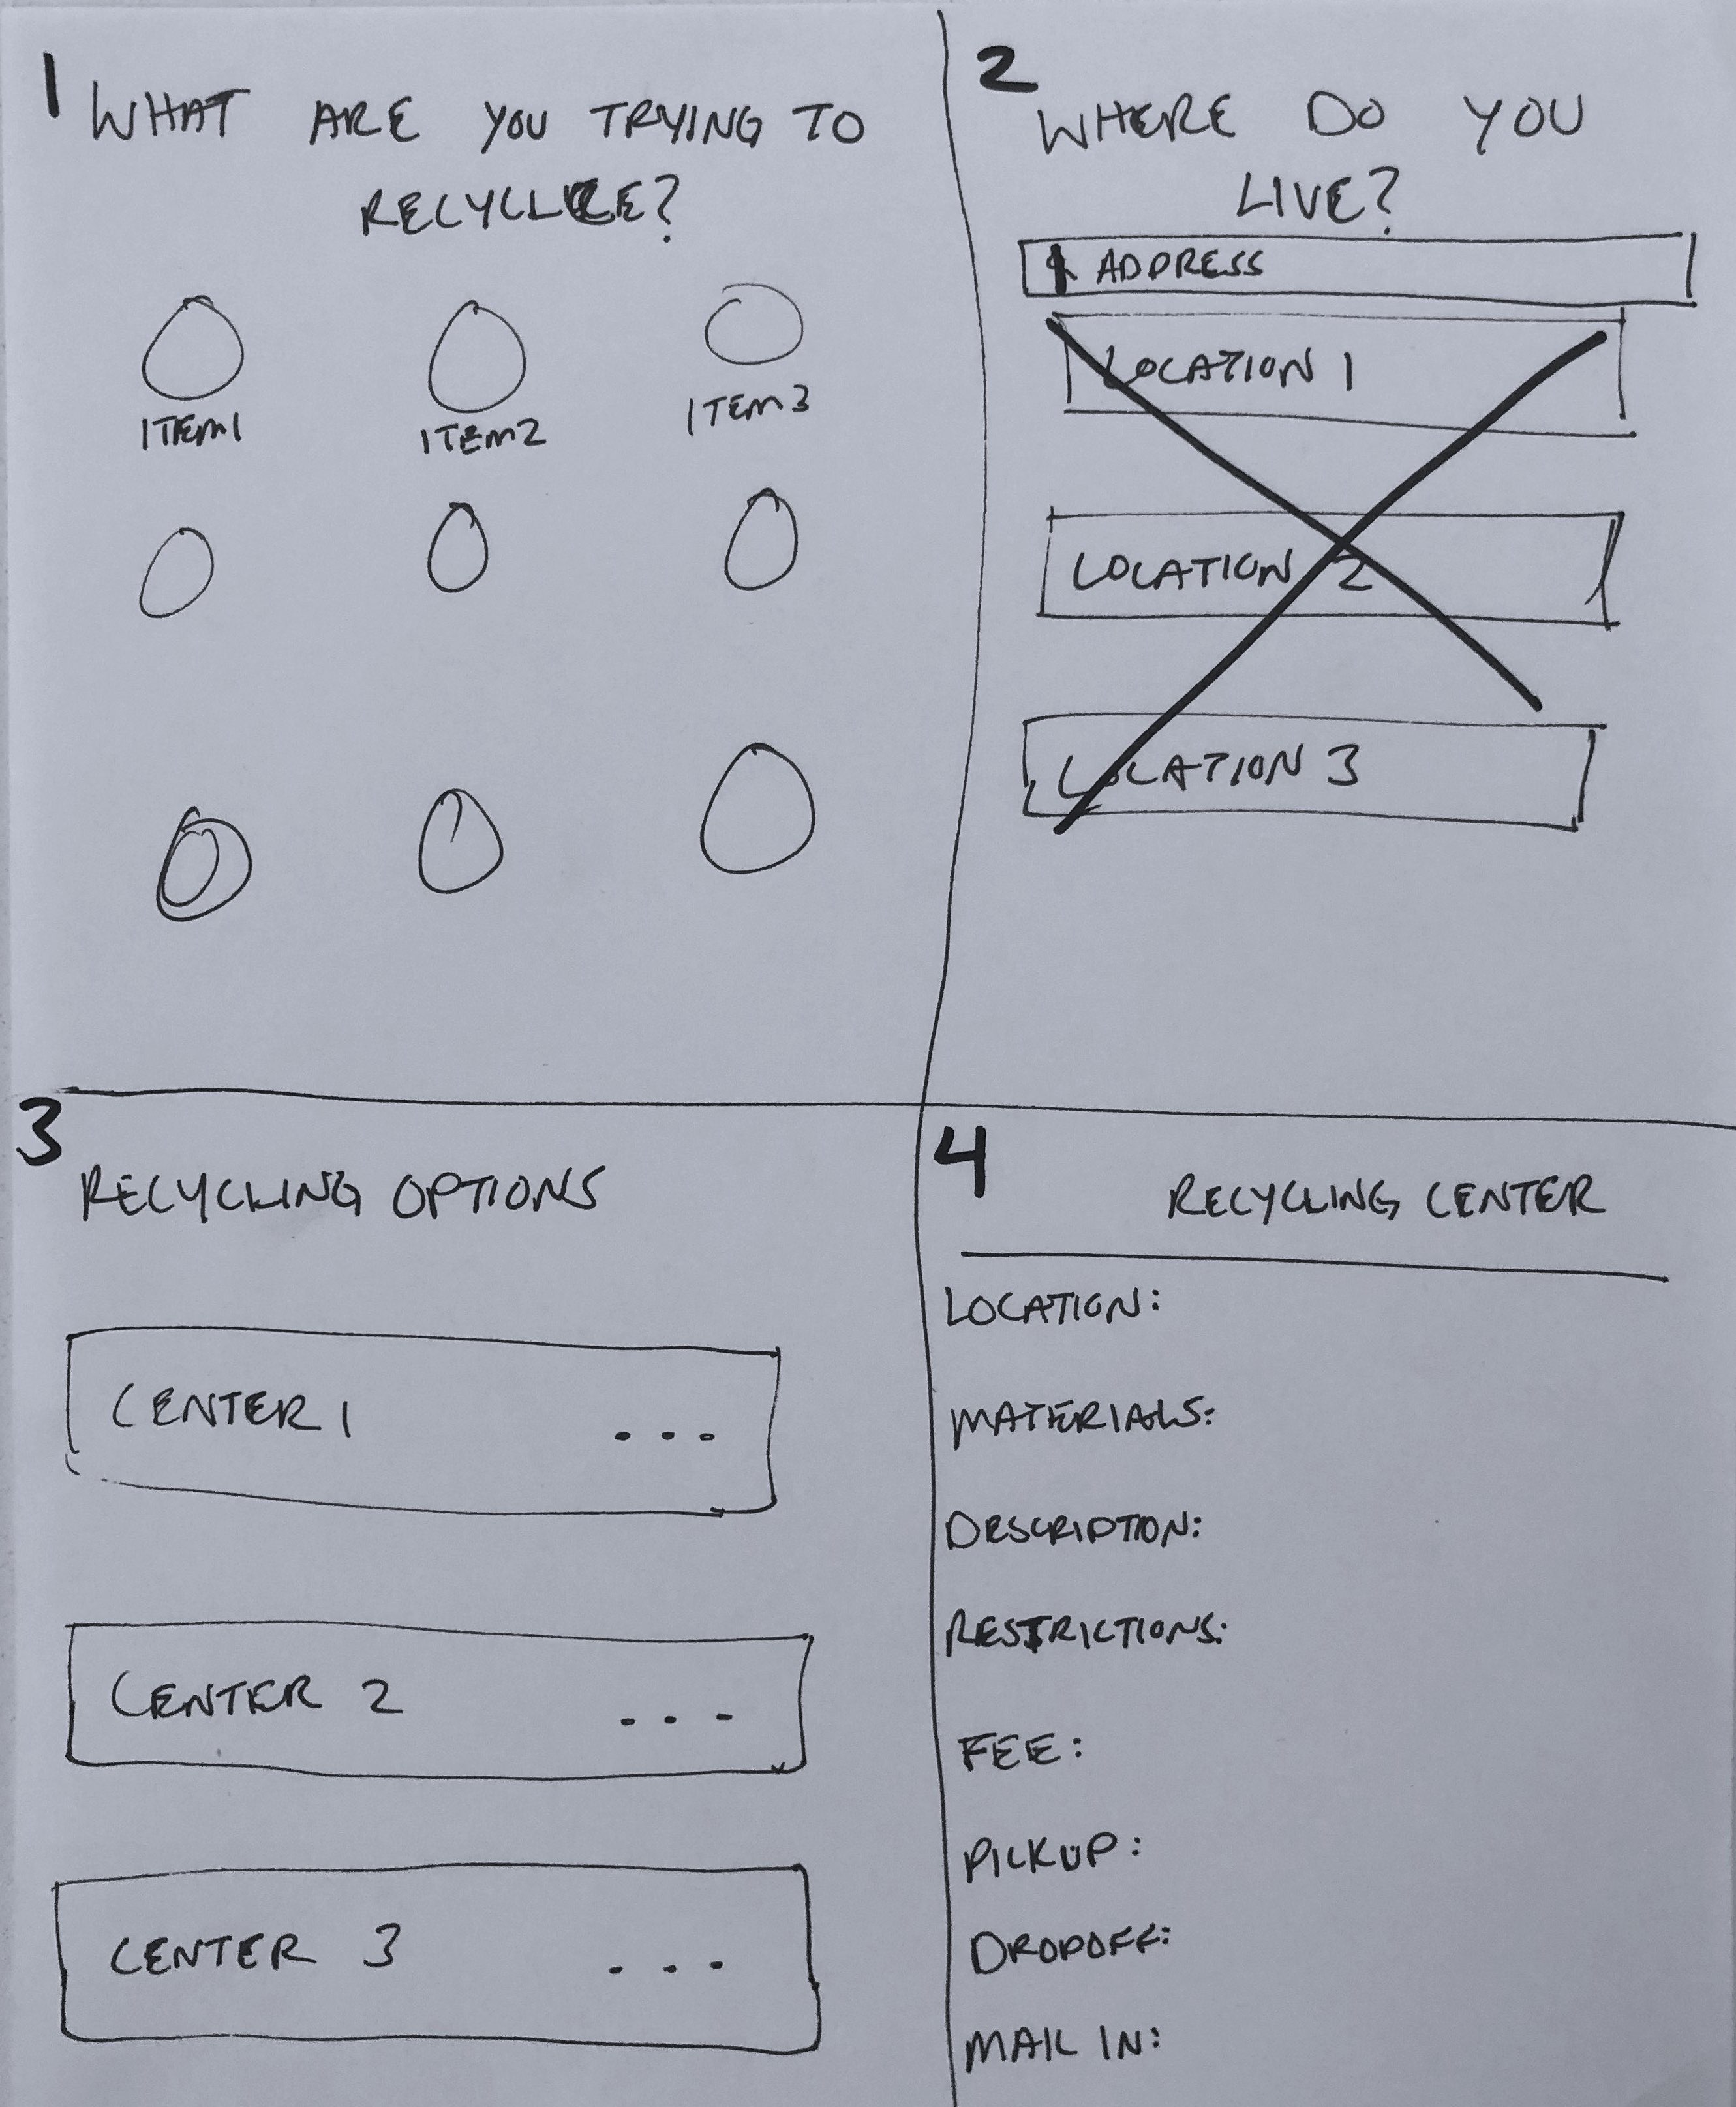 1
WHAT ARE YOU TRYING TO
RECYCLE?
ITEM1
ITEM2
ITEM3
2
WHERE DO YOU
LIVE?
ADDRESS
LOCATION 1
LOCATION 2
LOCATION 3
3
RECYCLING OPTIONS
CENTER 1 ...
CENTER 2 ...
CENTER 3 ...
4
RECYCLING CENTER
LOCATION:
MATERIALS:
DESCRIPTION:
RESTRICTIONS:
FEE:
PICKUP:
DROPOFF:
MAIL IN: